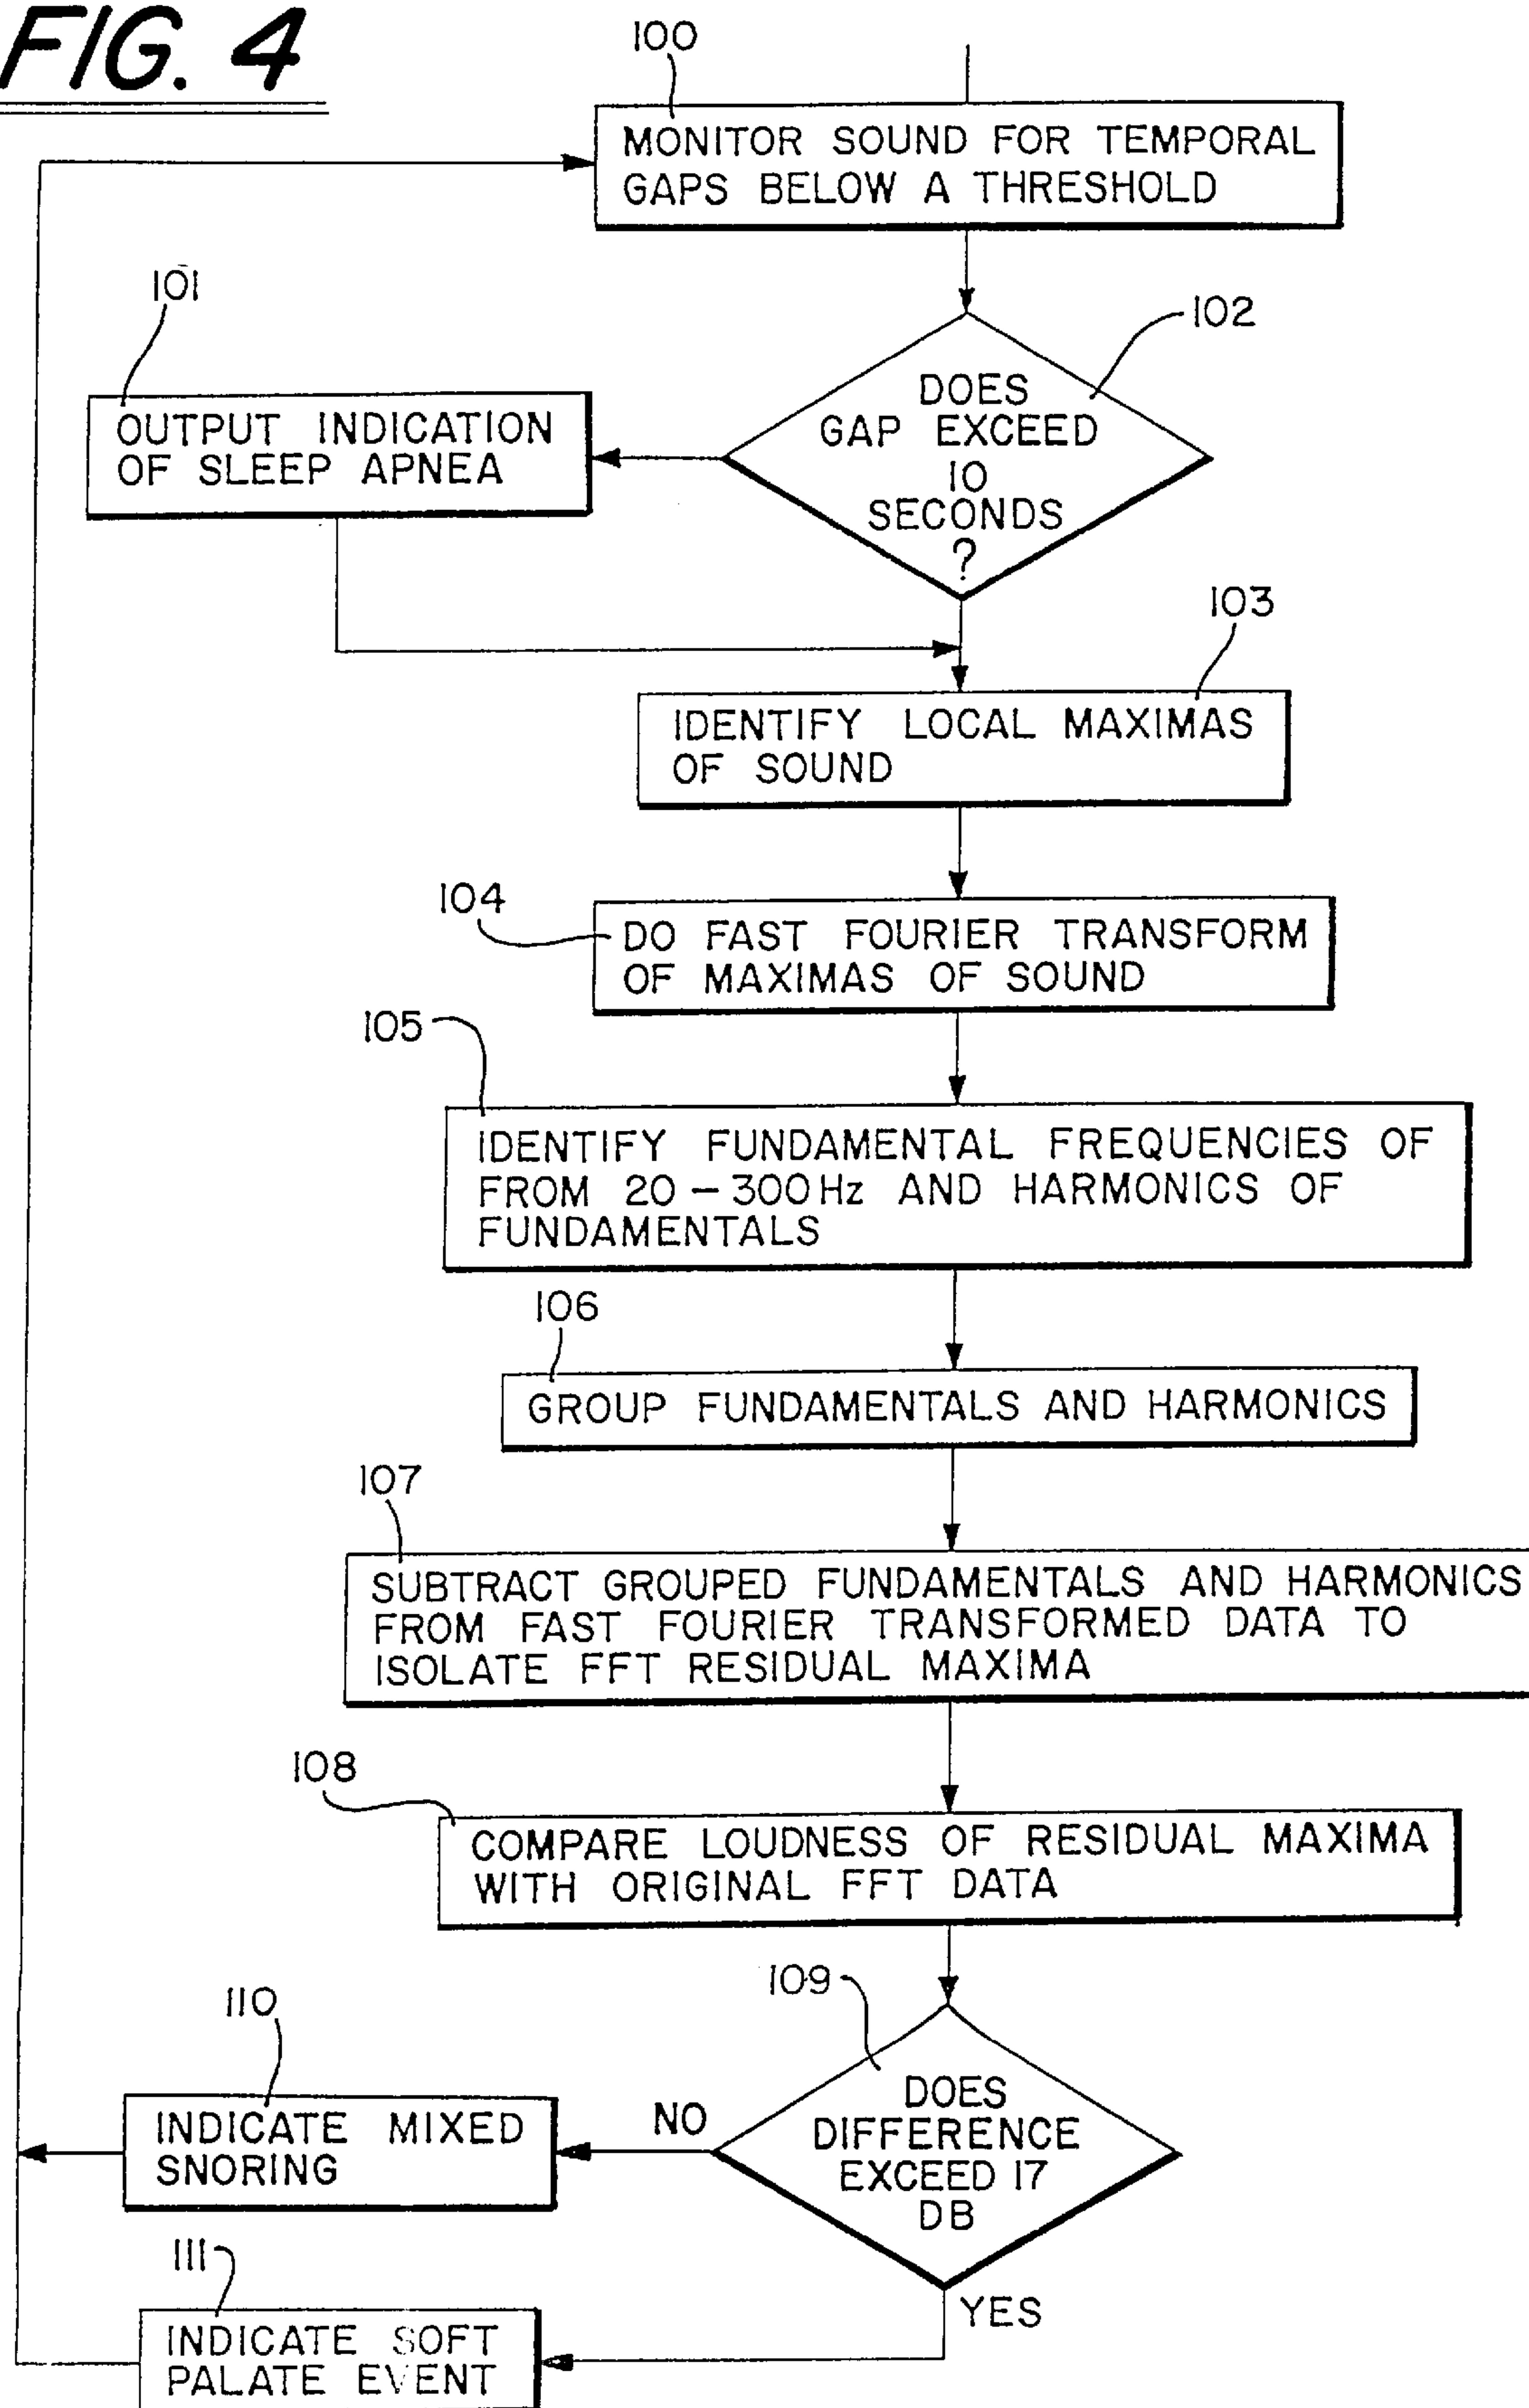 FIG. 4
100
MONITOR SOUND FOR TEMPORAL
GAPS BELOW A THRESHOLD
101
102
OUTPUT INDICATION
OF SLEEP APNEA
DOES
GAP EXCEED
10
SECONDS
?
103
IDENTIFY LOCAL MAXIMAS
OF SOUND
104
DO FAST FOURIER TRANSFORM
OF MAXIMAS OF SOUND
105
IDENTIFY FUNDAMENTAL FREQUENCIES OF
FROM 20 – 300 Hz AND HARMONICS OF
FUNDAMENTALS
106
GROUP FUNDAMENTALS AND HARMONICS
107
SUBTRACT GROUPED FUNDAMENTALS AND HARMONICS
FROM FAST FOURIER TRANSFORMED DATA TO
ISOLATE FFT RESIDUAL MAXIMA
108
COMPARE LOUDNESS OF RESIDUAL MAXIMA
WITH ORIGINAL FFT DATA
109
110
DOES
DIFFERENCE
EXCEED 17
DB
NO
INDICATE MIXED
SNORING
111
YES
INDICATE SOFT
PALATE EVENT